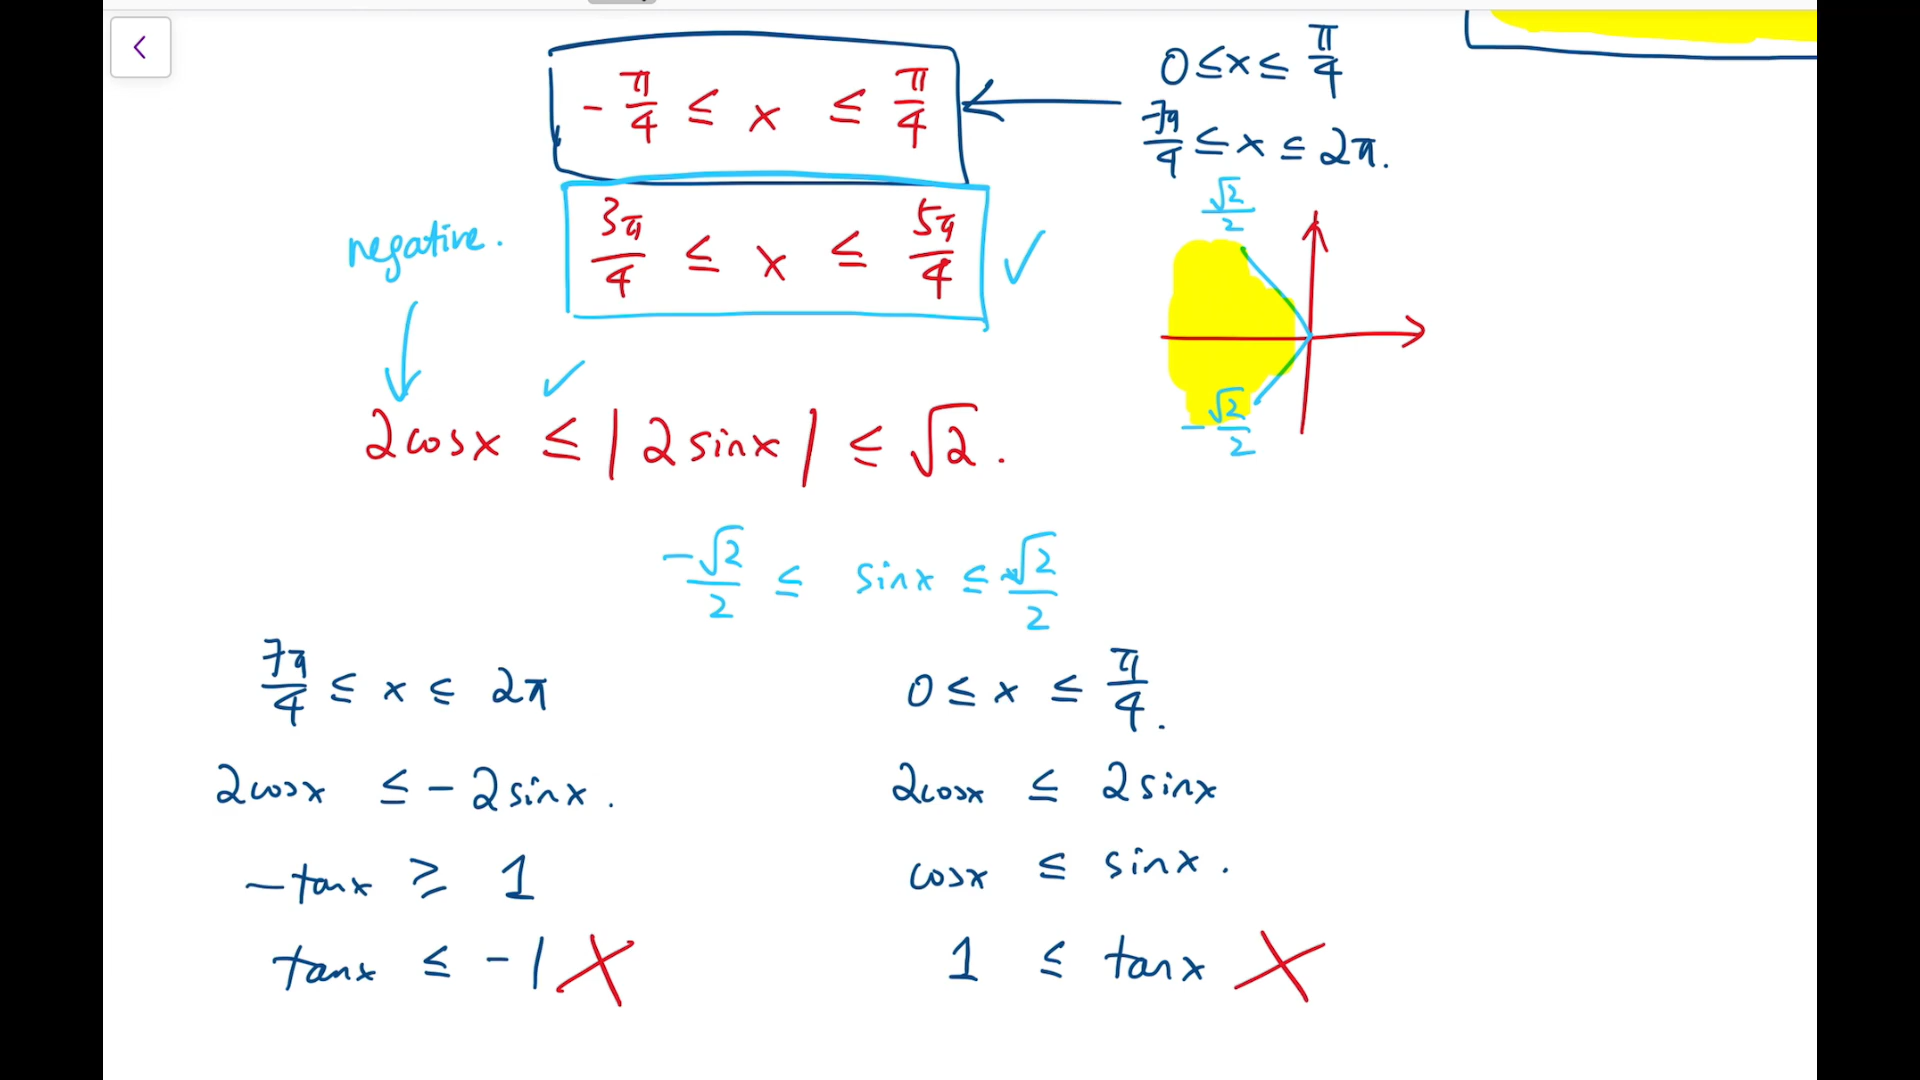 -π/4 ≤ x ≤ π/4
0 ≤ x ≤ π/4
7π/4 ≤ x ≤ 2π.
negative.
3π/4 ≤ x ≤ 5π/4 ✓
√2/2
-√2/2
✓
2cosx ≤ |2sinx| ≤ √2.
-√2/2 ≤ sinx ≤ √2/2
7π/4 ≤ x ≤ 2π
0 ≤ x ≤ π/4.
2cosx ≤ -2sinx.
2cosx ≤ 2sinx
-tanx ≥ 1
cosx ≤ sinx.
tanx ≤ -1 ✗
1 ≤ tanx ✗